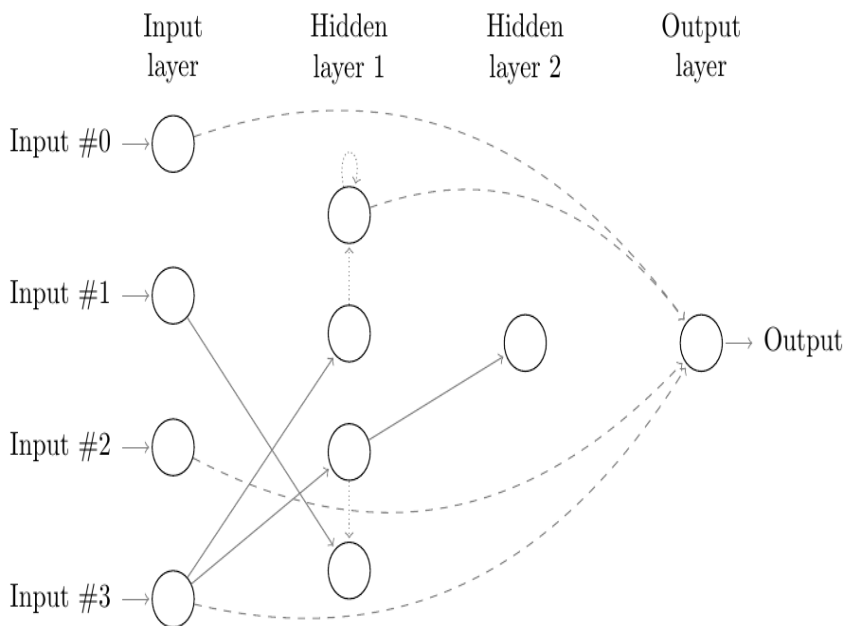 Input
layer
Hidden
layer 1
Hidden
layer 2
Output
layer
Input #0
Input #1
Input #2
Input #3
Output